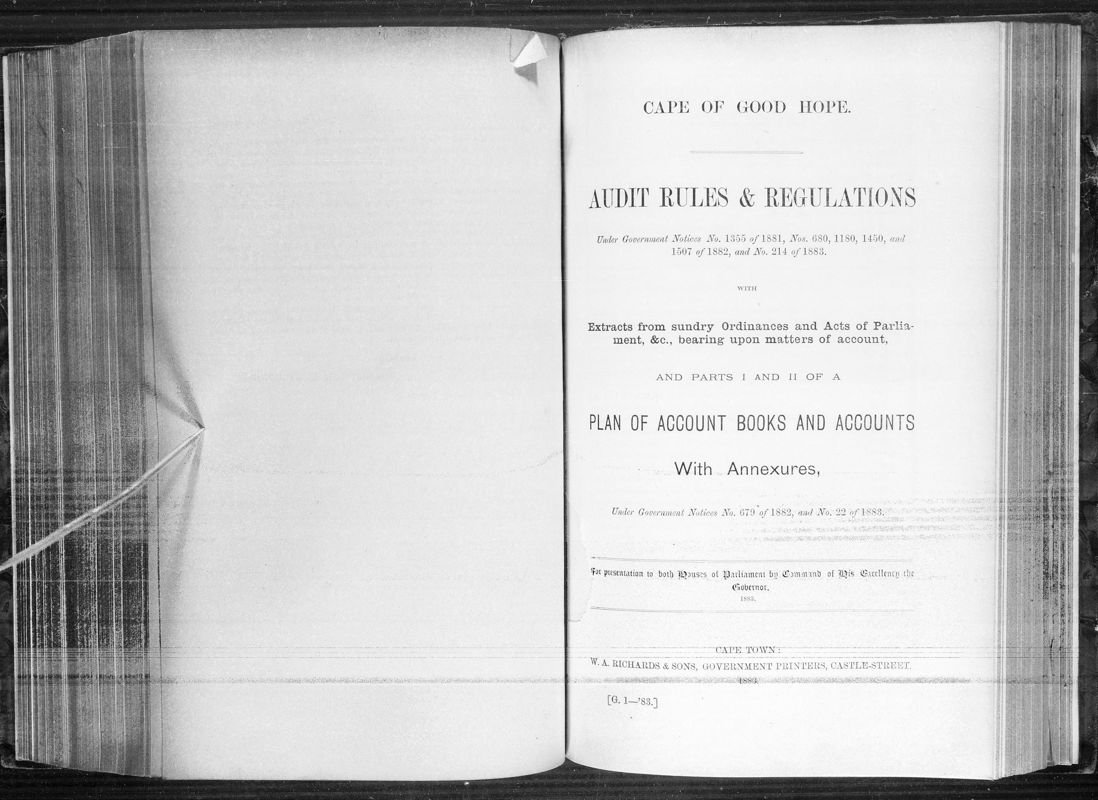 CAPE OF GOOD HOPE.
AUDIT RULES & REGULATIONS
Under Government Notices No. 1355 of 1881, Nos. 680, 1180, 1450, and
1507 of 1882, and No. 214 of 1883.
WITH
Extracts from sundry Ordinances and Acts of Parlia-
ment, &c., bearing upon matters of account,
AND PARTS I AND II OF A
PLAN OF ACCOUNT BOOKS AND ACCOUNTS
With Annexures,
Under Government Notices No. 679 of 1882, and No. 22 of 1883.
For presentation to both Houses of Parliament by Command of His Excellency the
Governor.
1883.
CAPE TOWN:
W. A. RICHARDS & SONS, GOVERNMENT PRINTERS, CASTLE-STREET.
1883.
[G. 1—'83.]